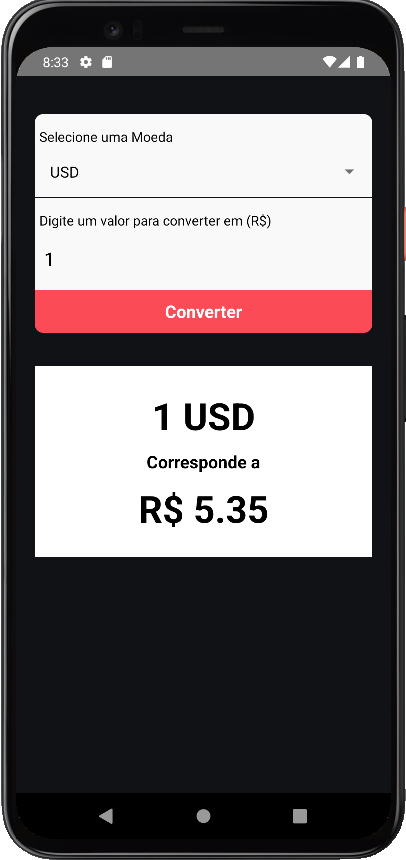 8:33
Selecione uma Moeda
USD
Digite um valor para converter em (R$)
1
Converter
1 USD
Corresponde a
R$ 5.35